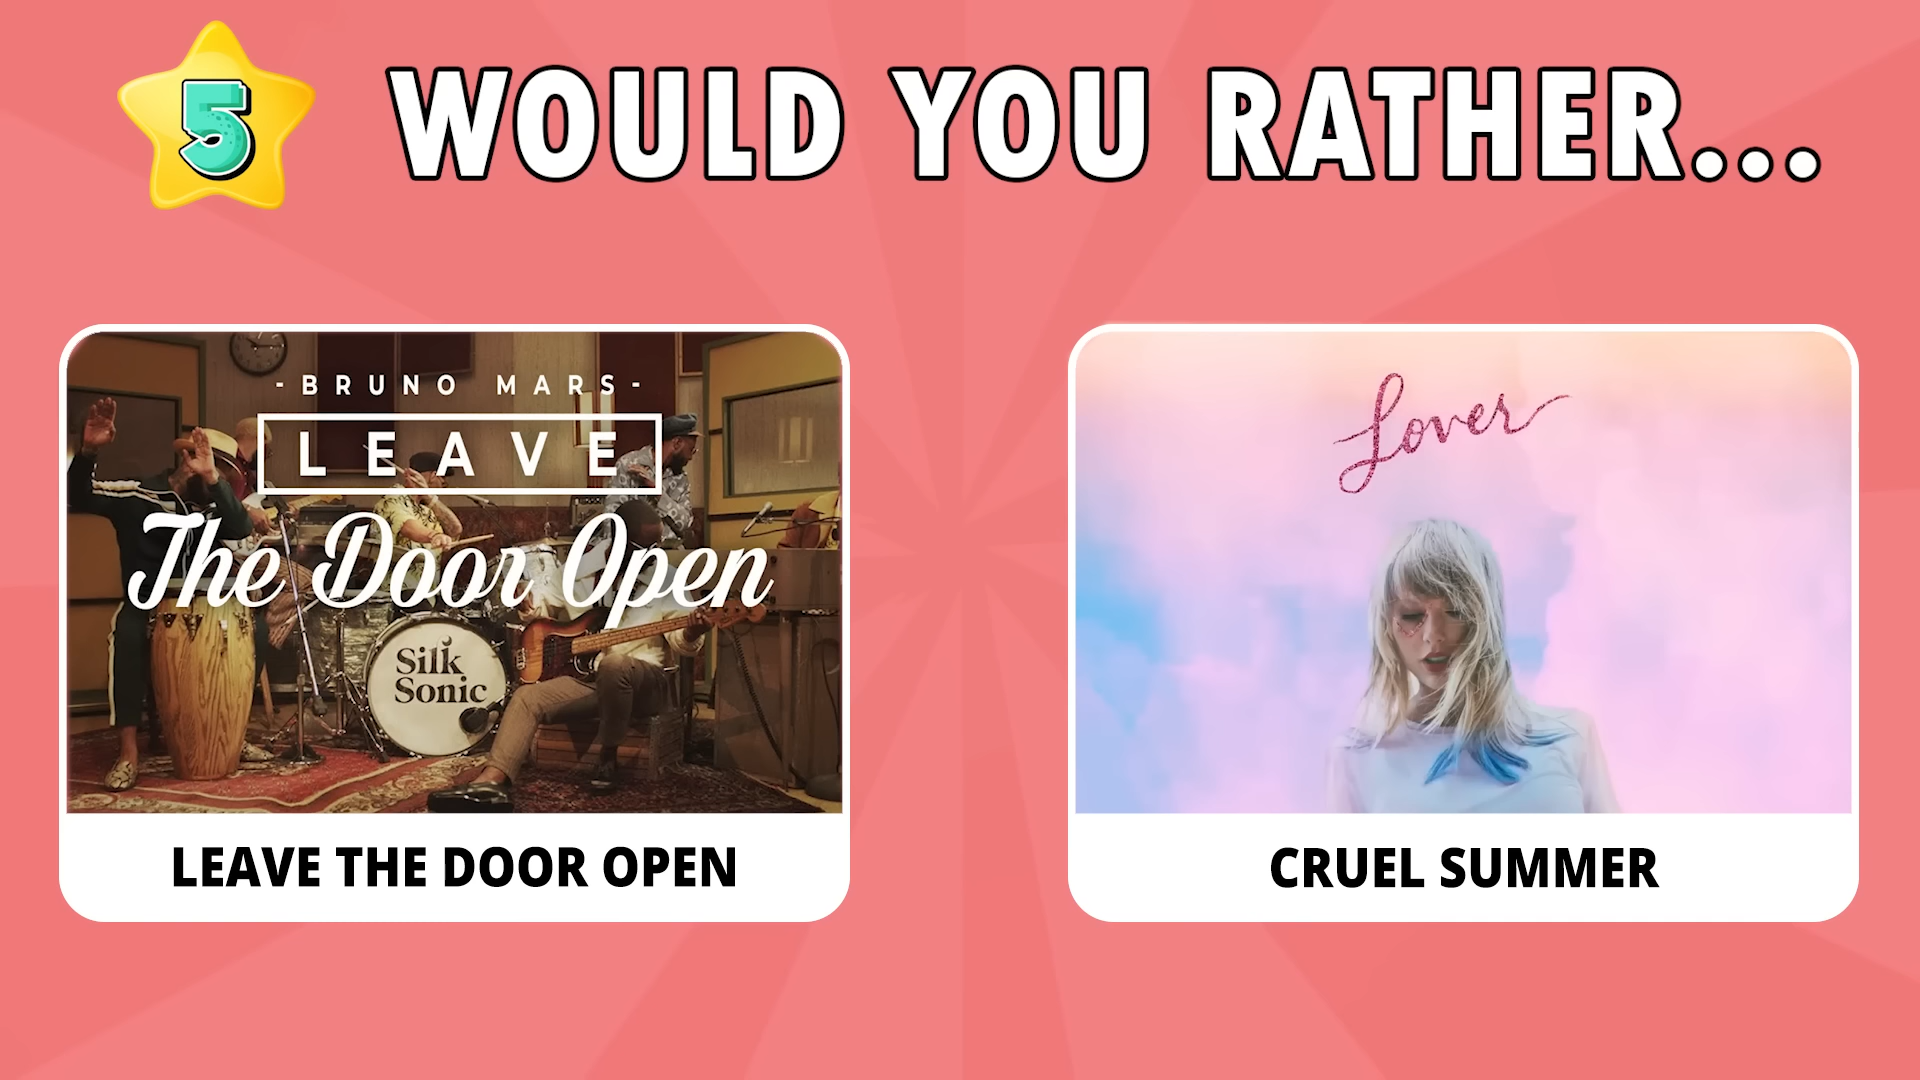 5
WOULD YOU RATHER...
-BRUNO MARS-
LEAVE
The Door Open
Silk
Sonic
LEAVE THE DOOR OPEN
Lover
CRUEL SUMMER